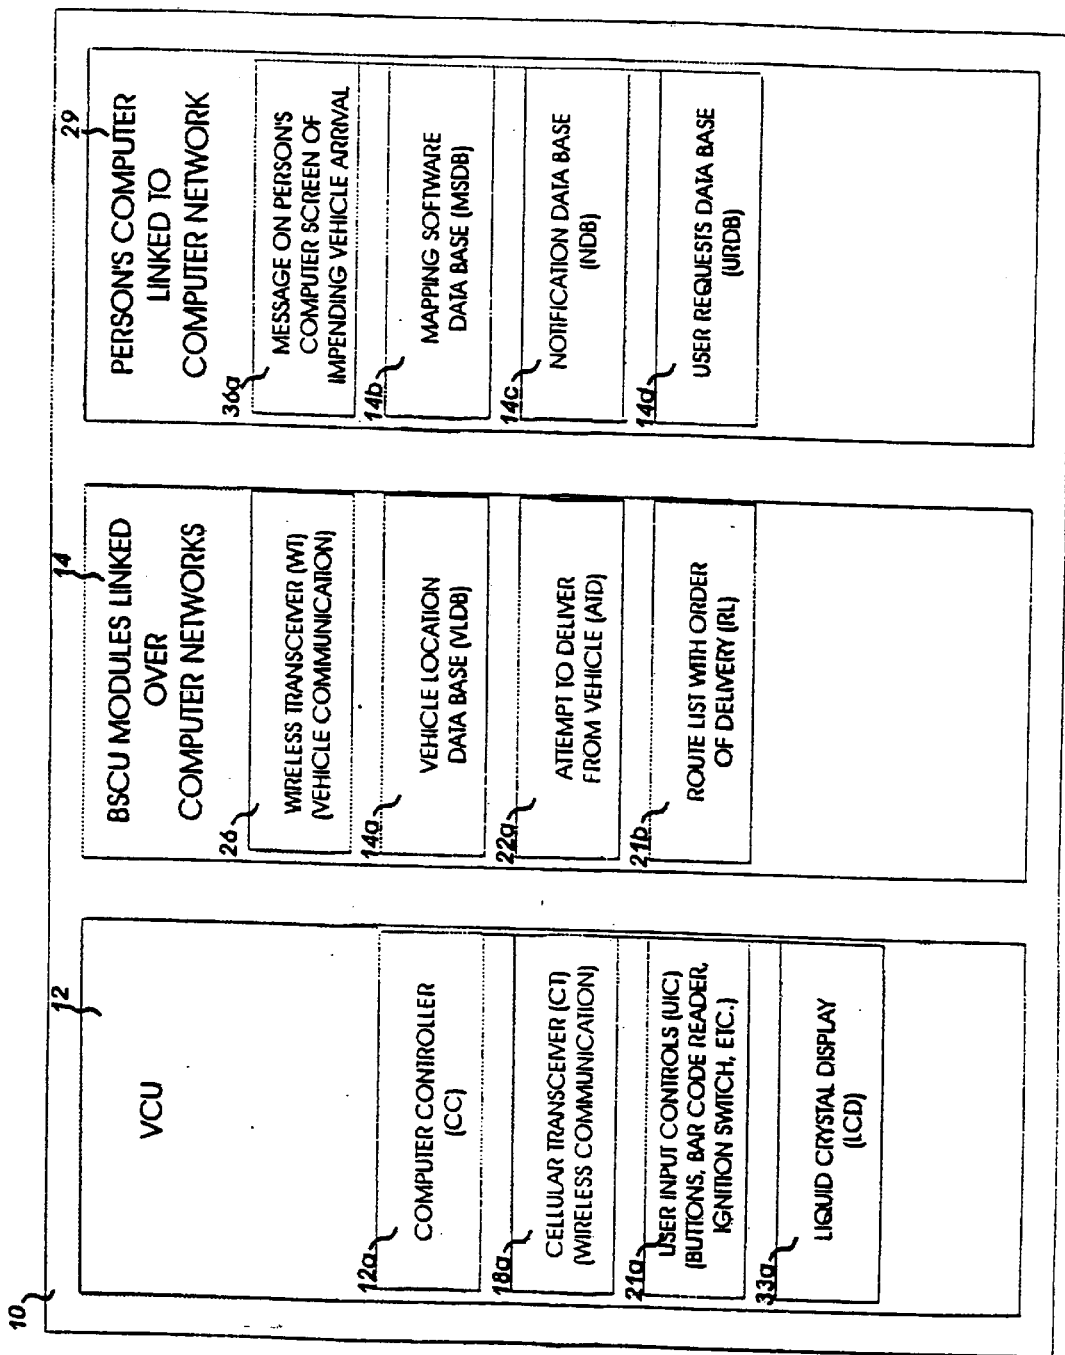 10
12
VCU
12a
COMPUTER CONTROLLER
(CC)
18a
CELLULAR TRANSCEIVER (CT)
(WIRELESS COMMUNICATION)
21a
USER INPUT CONTROLS (UIC)
(BUTTONS, BAR CODE READER,
IGNITION SWITCH, ETC.)
33a
LIQUID CRYSTAL DISPLAY
(LCD)
14
BSCU MODULES LINKED
OVER
COMPUTER NETWORKS
26
WIRELESS TRANSCEIVER (WT)
(VEHICLE COMMUNICATION)
14a
VEHICLE LOCATION
DATA BASE (VLDB)
22a
ATTEMPT TO DELIVER
FROM VEHICLE (ATD)
21b
ROUTE LIST WITH ORDER
OF DELIVERY (RL)
29
PERSON'S COMPUTER
LINKED TO
COMPUTER NETWORK
36a
MESSAGE ON PERSON'S
COMPUTER SCREEN OF
IMPENDING VEHICLE ARRIVAL
14b
MAPPING SOFTWARE
DATA BASE (MSDB)
14c
NOTIFICATION DATA BASE
(NDB)
14d
USER REQUESTS DATA BASE
(URDB)